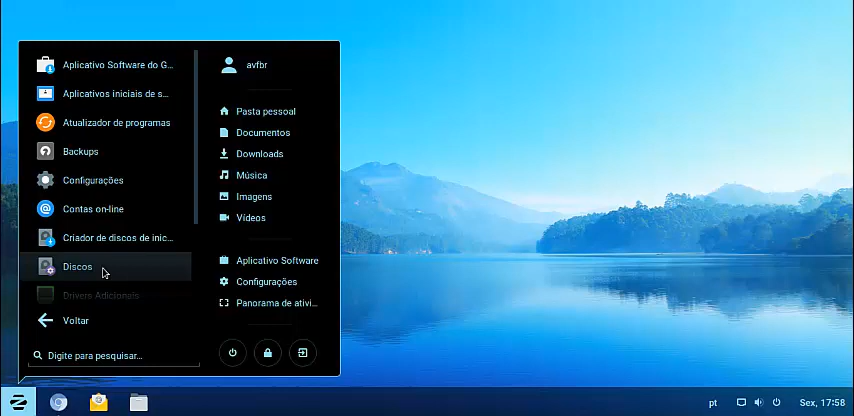 Aplicativo Software do G...
Aplicativos iniciais de s...
Atualizador de programas
Backups
Configurações
Contas on-line
Criador de discos de inic...
Discos
Drivers Adicionais
Voltar
Digite para pesquisar...
avfbr
Pasta pessoal
Documentos
Downloads
Música
Imagens
Vídeos
Aplicativo Software
Configurações
Panorama de ativi...
pt
Sex, 17:58